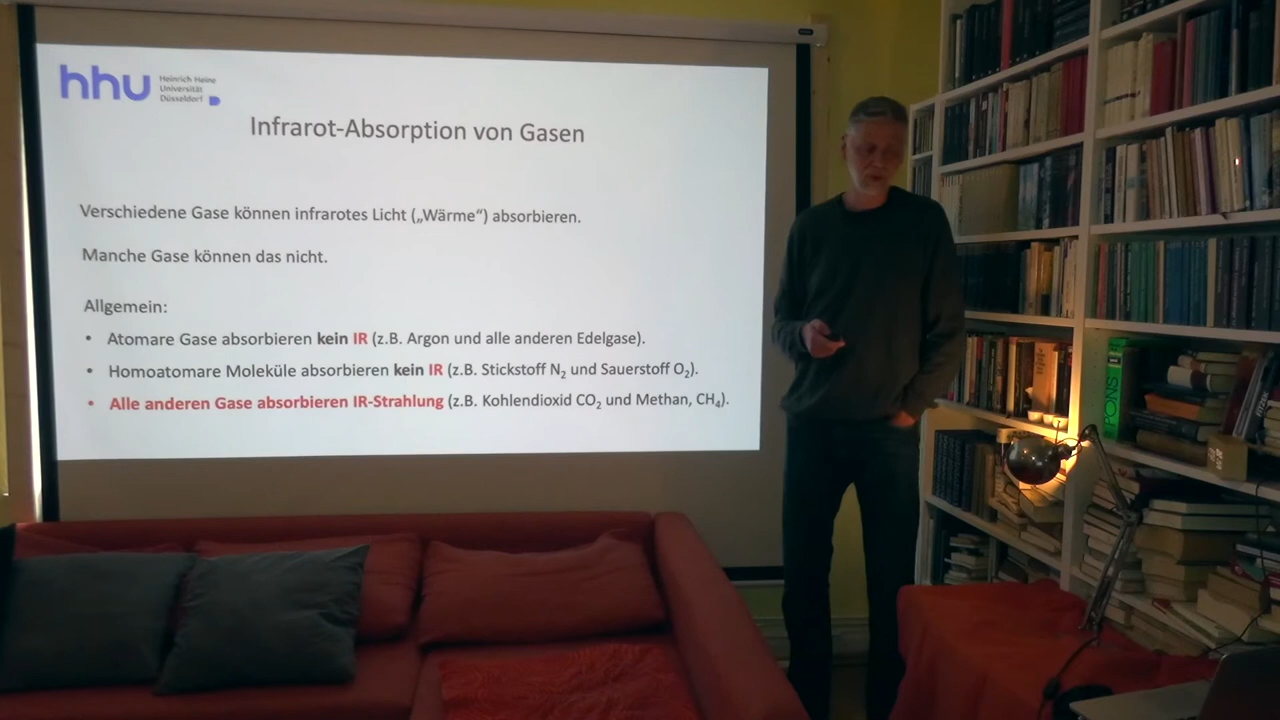 hhu
Heinrich Heine
Universität
Düsseldorf
Infrarot-Absorption von Gasen
Verschiedene Gase können infrarotes Licht („Wärme“) absorbieren.
Manche Gase können das nicht.
Allgemein:
• Atomare Gase absorbieren kein IR (z.B. Argon und alle anderen Edelgase).
• Homoatomare Moleküle absorbieren kein IR (z.B. Stickstoff N₂ und Sauerstoff O₂).
• Alle anderen Gase absorbieren IR-Strahlung (z.B. Kohlendioxid CO₂ und Methan, CH₄).
PONS